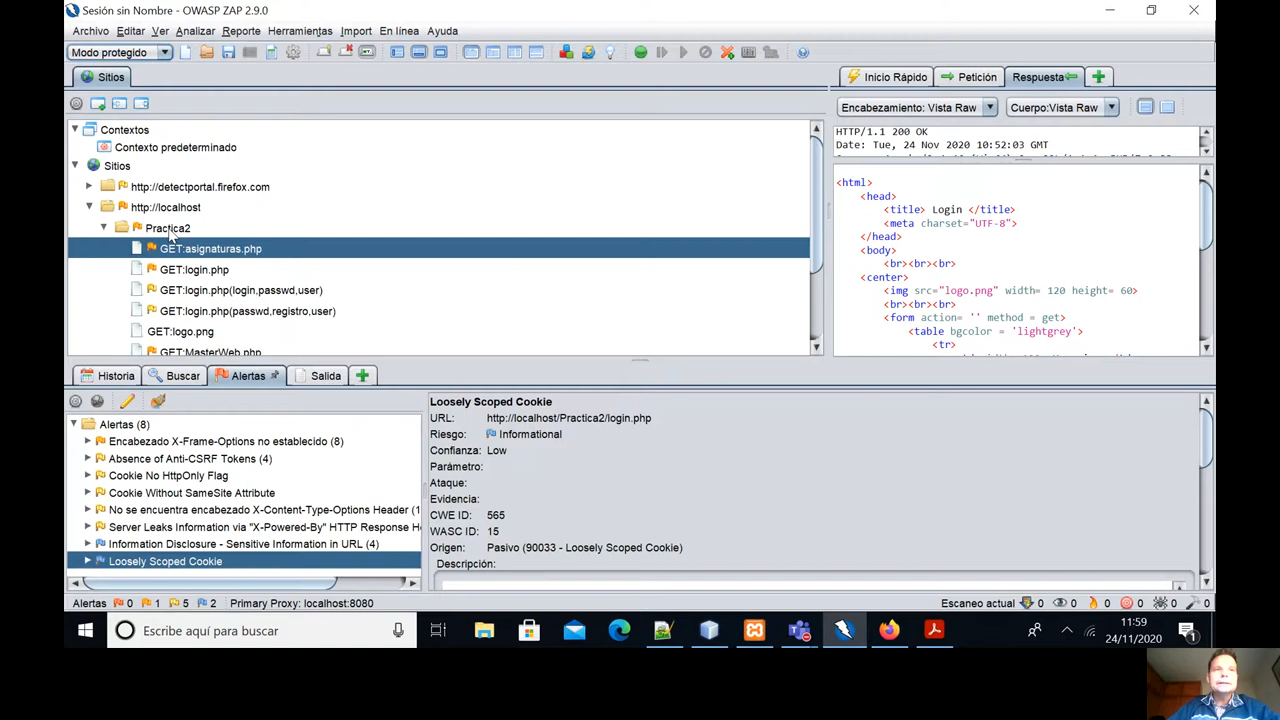 Sesión sin Nombre - OWASP ZAP 2.9.0
Archivo Editar Ver Analizar Reporte Herramientas Import En línea Ayuda
Modo protegido
Sitios
Inicio Rápido Petición Respuesta
Encabezamiento: Vista Raw Cuerpo:Vista Raw
Contextos
Contexto predeterminado
Sitios
http://detectportal.firefox.com
http://localhost
Practica2
GET:asignaturas.php
GET:login.php
GET:login.php(login,passwd,user)
GET:login.php(passwd,registro,user)
GET:logo.png
GET:MasterWeb.php
HTTP/1.1 200 OK
Date: Tue, 24 Nov 2020 10:52:03 GMT
<html>
<head>
<title> Login </title>
<meta charset="UTF-8">
</head>
<body>
<br><br><br>
<center>
<img src="logo.png" width= 120 height= 60>
<br><br><br>
<form action= '' method = get>
<table bgcolor = 'lightgrey'>
<tr>
Historia Buscar Alertas Salida
Alertas (8)
Encabezado X-Frame-Options no establecido (8)
Absence of Anti-CSRF Tokens (4)
Cookie No HttpOnly Flag
Cookie Without SameSite Attribute
No se encuentra encabezado X-Content-Type-Options Header (1
Server Leaks Information via "X-Powered-By" HTTP Response He
Information Disclosure - Sensitive Information in URL (4)
Loosely Scoped Cookie
Loosely Scoped Cookie
URL: http://localhost/Practica2/login.php
Riesgo: Informational
Confianza: Low
Parámetro:
Ataque:
Evidencia:
CWE ID: 565
WASC ID: 15
Origen: Pasivo (90033 - Loosely Scoped Cookie)
Descripción:
Alertas 0 1 5 2 Primary Proxy: localhost:8080
Escaneo actual 0 0 0 0 0 0
Escribe aquí para buscar
11:59
24/11/2020